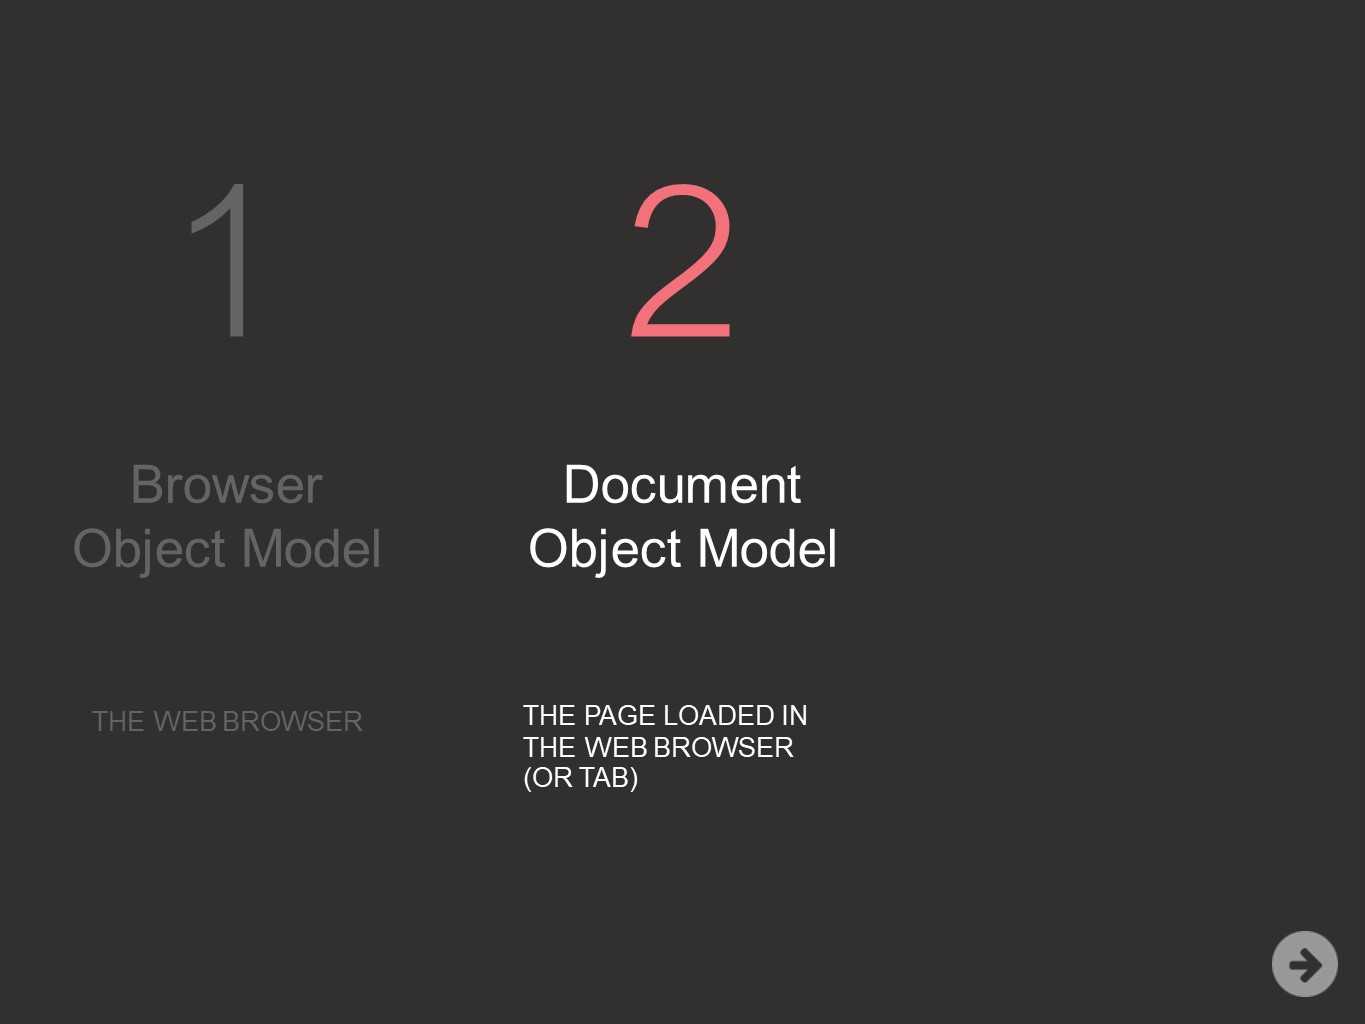 1
Browser
Object Model
THE WEB BROWSER
2
Document
Object Model
THE PAGE LOADED IN
THE WEB BROWSER
(OR TAB)